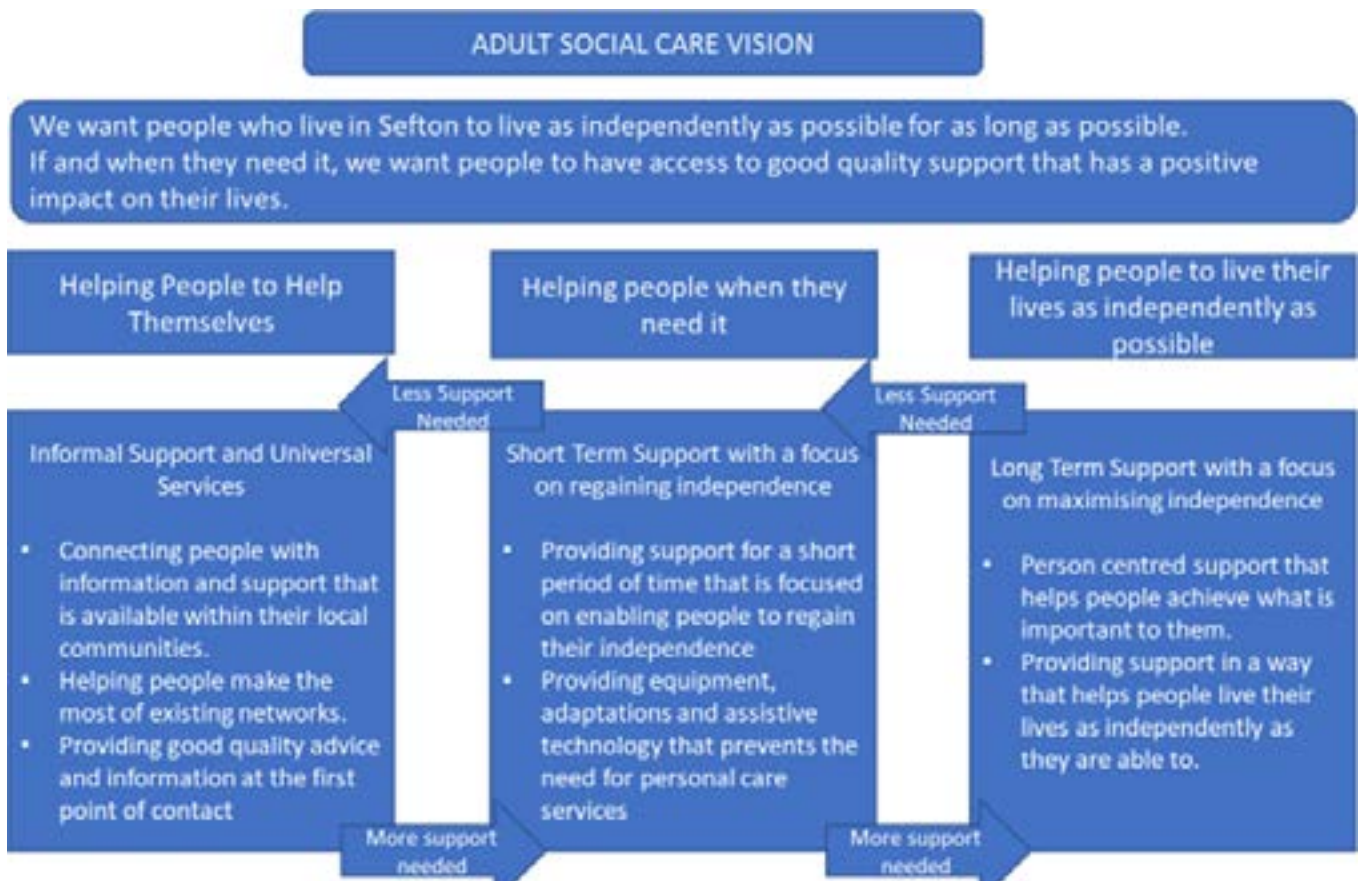 ADULT SOCIAL CARE VISION
We want people who live in Sefton to live as independently as possible for as long as possible.
If and when they need it, we want people to have access to good quality support that has a positive
impact on their lives.
Helping People to Help
Themselves
Helping people when they
need it
Helping people to live their
lives as independently as
possible
Less Support
Needed
Less Support
Needed
Informal Support and Universal
Services
• Connecting people with
information and support that
is available within their local
communities.
• Helping people make the
most of existing networks.
• Providing good quality advice
and information at the first
point of contact
Short Term Support with a focus
on regaining independence
• Providing support for a short
period of time that is focused
on enabling people to regain
their independence
• Providing equipment,
adaptations and assistive
technology that prevents the
need for personal care
services
Long Term Support with a focus
on maximising independence
• Person centred support that
helps people achieve what is
important to them.
• Providing support in a way
that helps people live their
lives as independently as
they are able to.
More support
needed
More support
needed